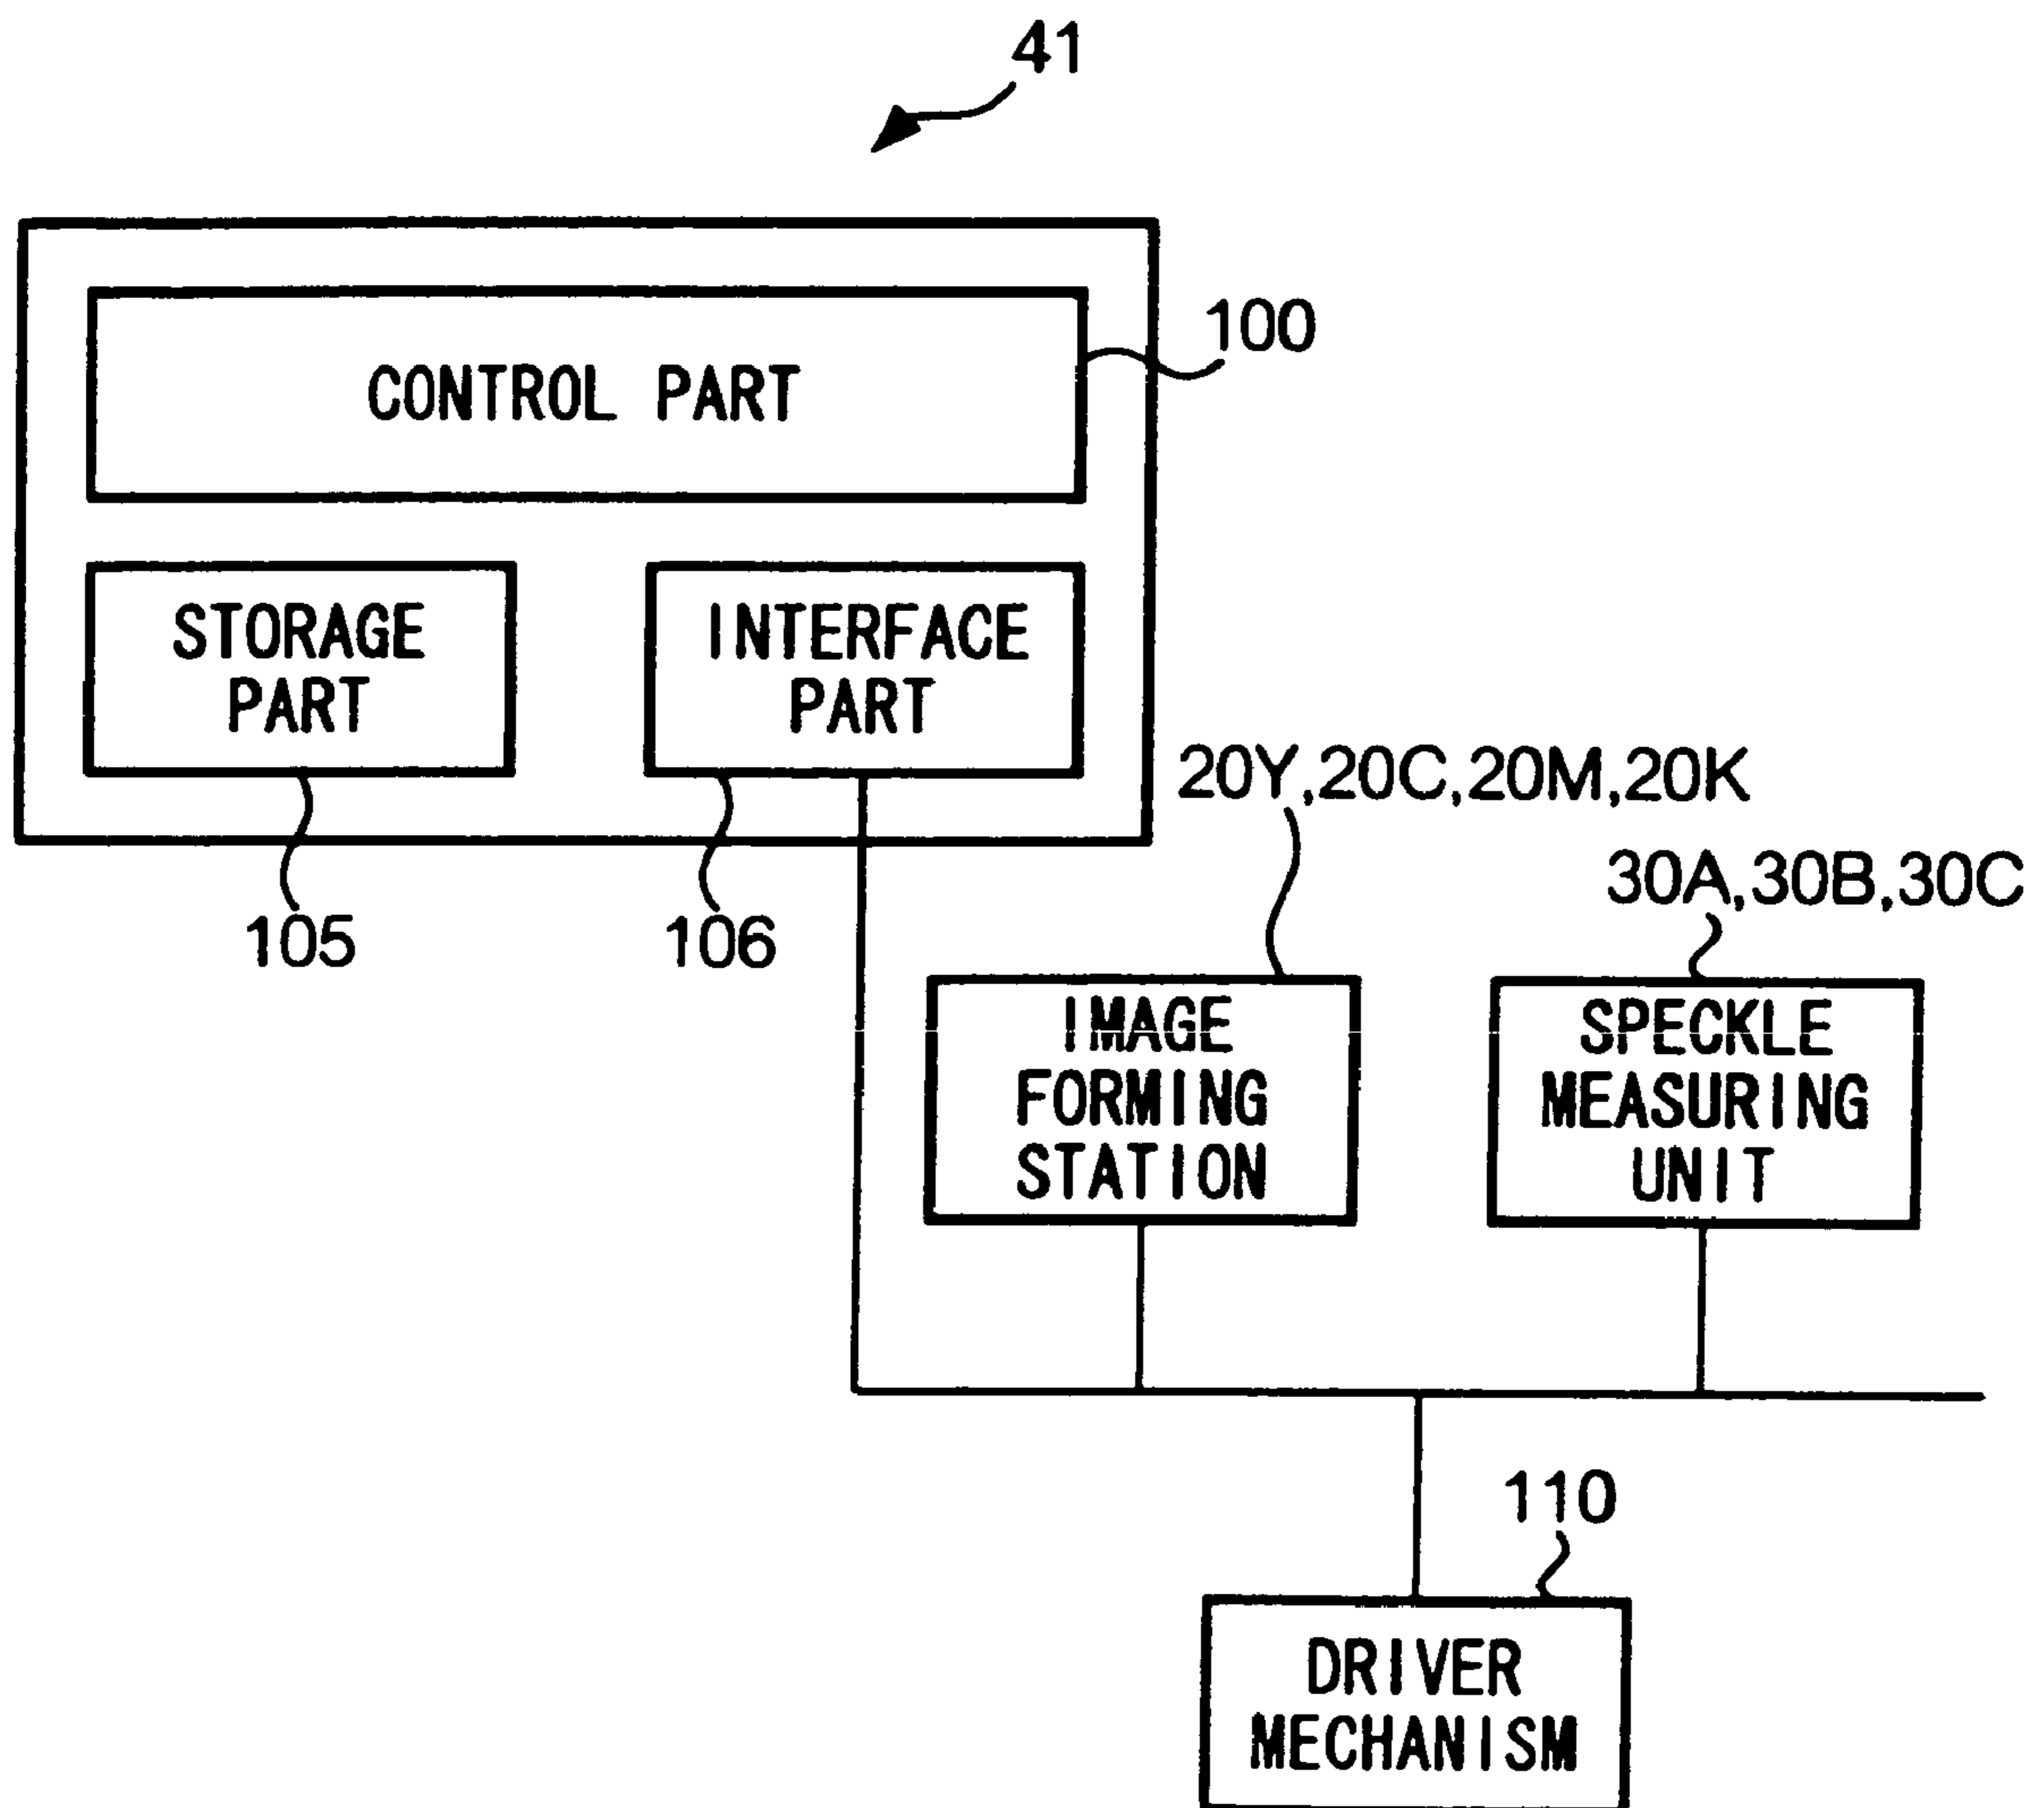 41
CONTROL PART
100
STORAGE
PART
INTERFACE
PART
105
106
20Y,20C,20M,20K
30A,30B,30C
IMAGE
FORMING
STATION
SPECKLE
MEASURING
UNIT
110
DRIVER
MECHANISM